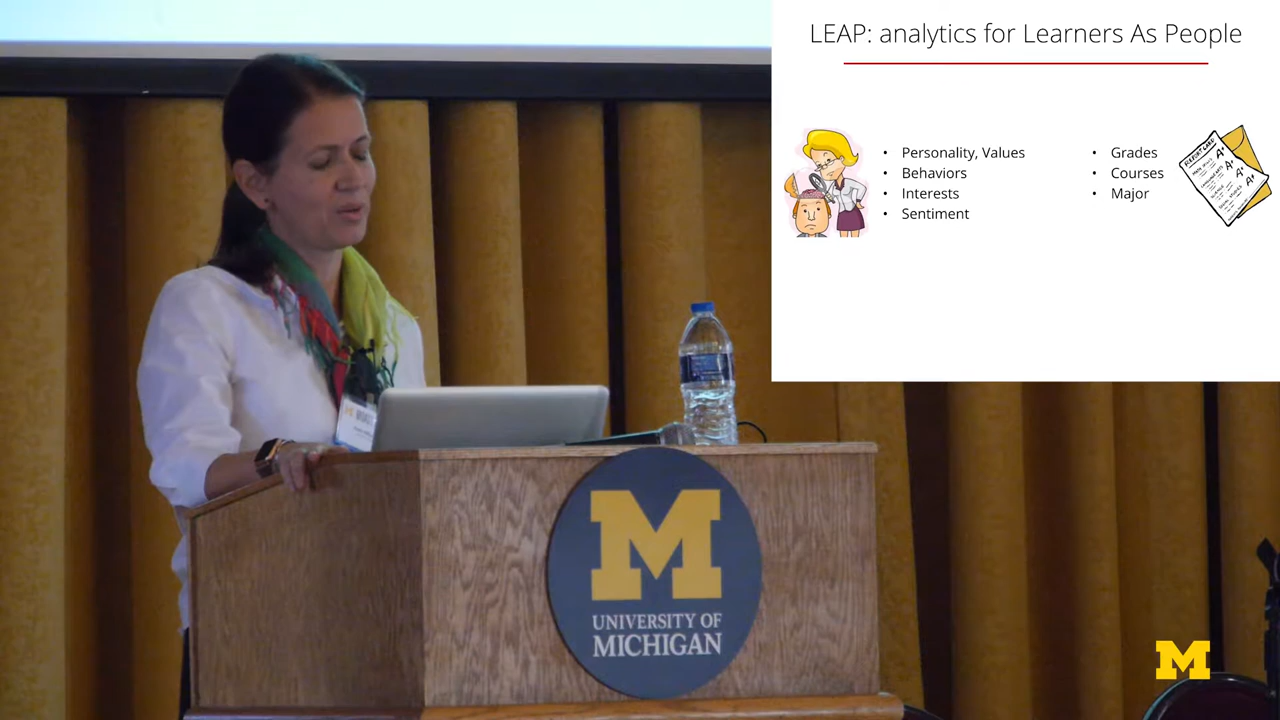 LEAP: analytics for Learners As People
• Personality, Values
• Behaviors
• Interests
• Sentiment
• Grades
• Courses
• Major
A+
A+
A+
A+
M
UNIVERSITY OF
MICHIGAN
M